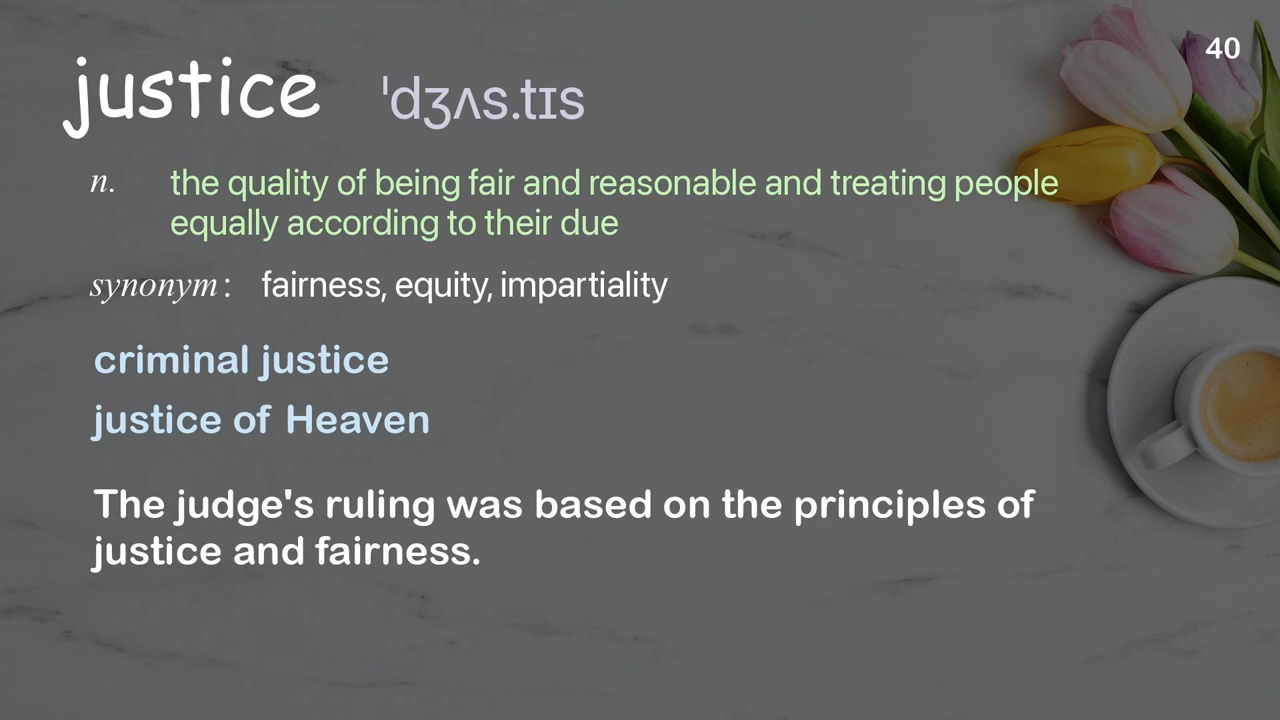 40
justice ˈdʒʌs.tɪs
n. the quality of being fair and reasonable and treating people
equally according to their due
synonym: fairness, equity, impartiality
criminal justice
justice of Heaven
The judge's ruling was based on the principles of
justice and fairness.